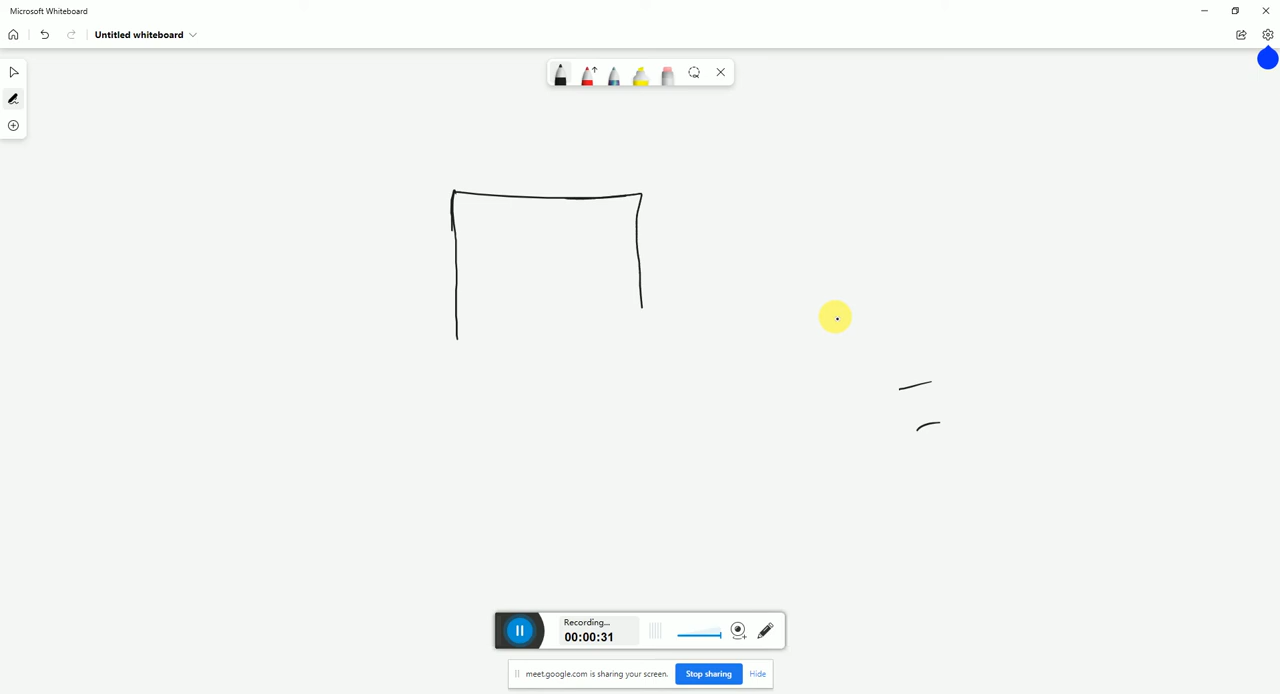 Microsoft Whiteboard
Untitled whiteboard
Recording...
00:00:31
meet.google.com is sharing your screen.
Stop sharing
Hide